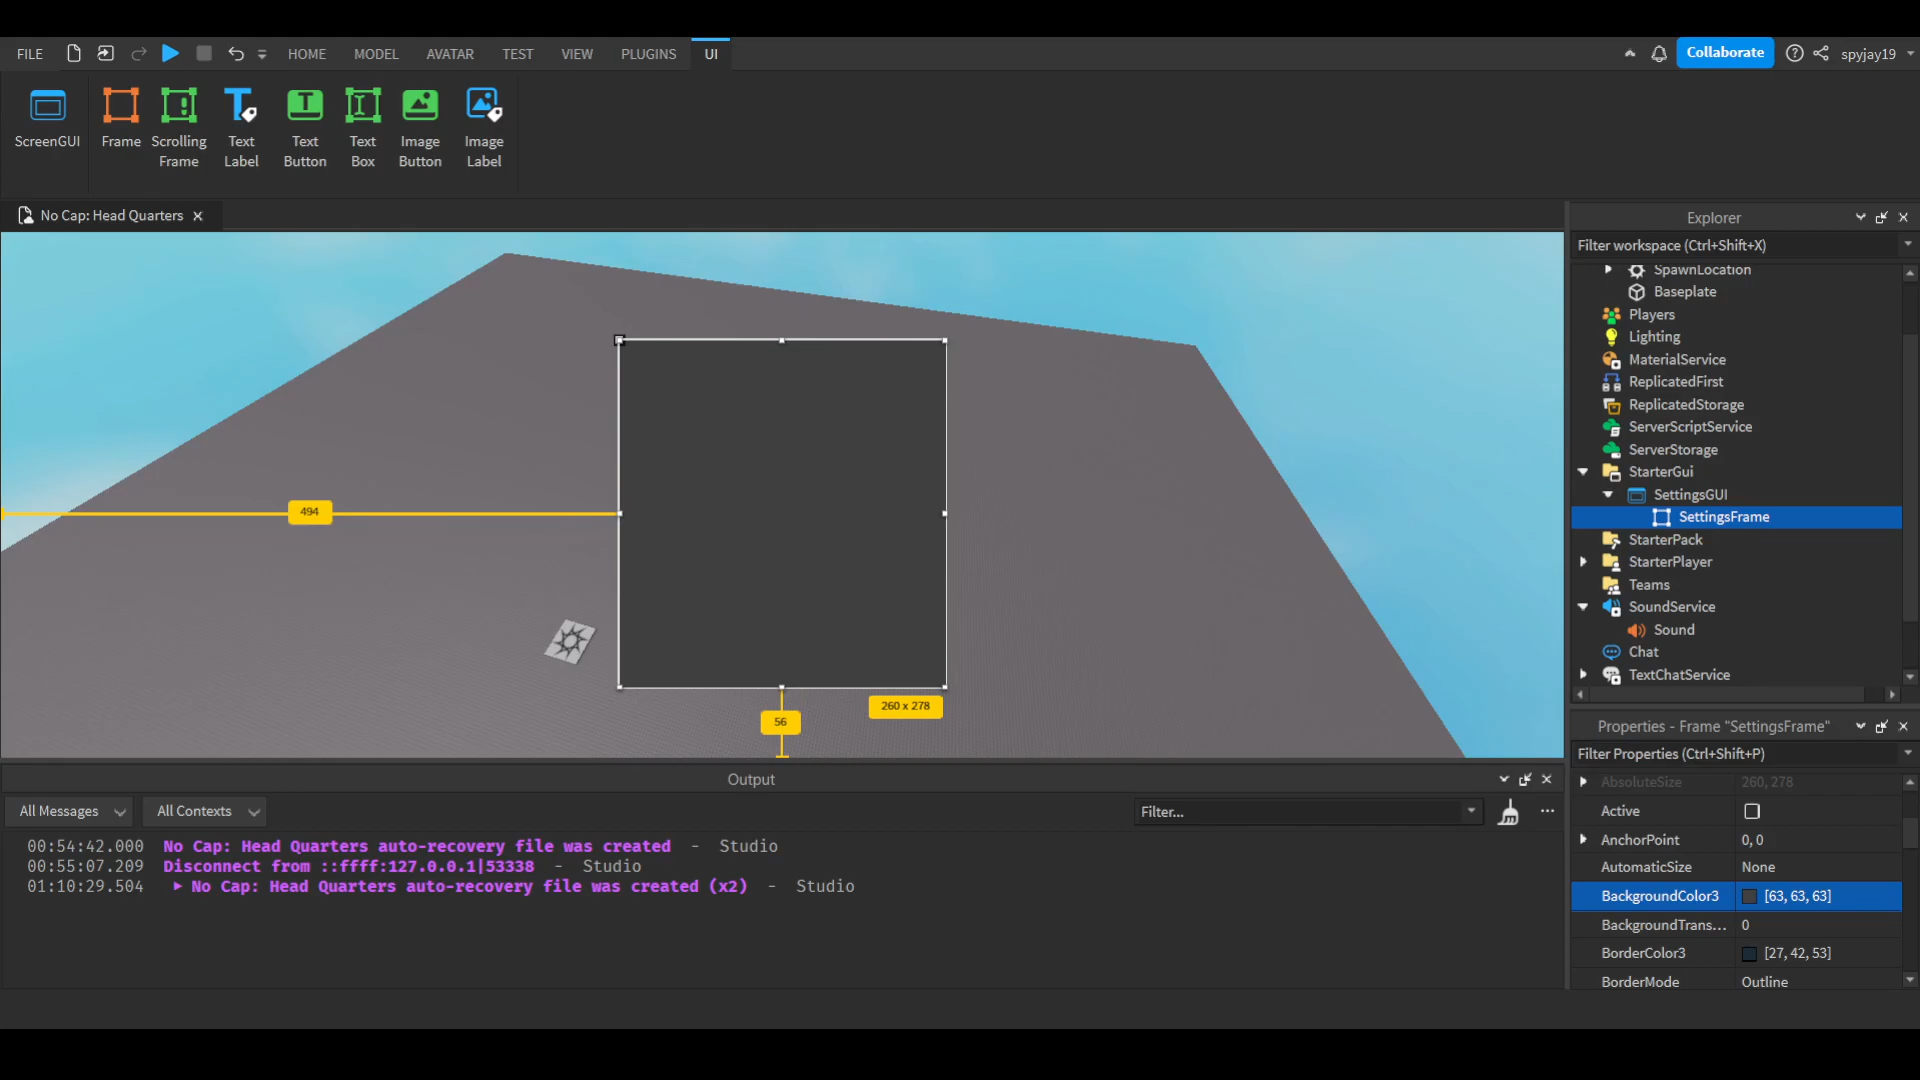 FILE HOME MODEL AVATAR TEST VIEW PLUGINS UI Collaborate spyjay19
ScreenGUI Frame Scrolling Frame Text Label Text Button Text Box Image Button Image Label
No Cap: Head Quarters
Explorer
Filter workspace (Ctrl+Shift+X)
SpawnLocation
Baseplate
Players
Lighting
MaterialService
ReplicatedFirst
ReplicatedStorage
ServerScriptService
ServerStorage
StarterGui
SettingsGUI
SettingsFrame
StarterPack
StarterPlayer
Teams
SoundService
Sound
Chat
TextChatService
494
260 x 278
56
Properties - Frame "SettingsFrame"
Filter Properties (Ctrl+Shift+P)
AbsoluteSize 260, 278
Active
AnchorPoint 0, 0
AutomaticSize None
BackgroundColor3 [63, 63, 63]
BackgroundTrans... 0
BorderColor3 [27, 42, 53]
BorderMode Outline
Output
All Messages All Contexts Filter...
00:54:42.000 No Cap: Head Quarters auto-recovery file was created - Studio
00:55:07.209 Disconnect from ::ffff:127.0.0.1|53338 - Studio
01:10:29.504 No Cap: Head Quarters auto-recovery file was created (x2) - Studio